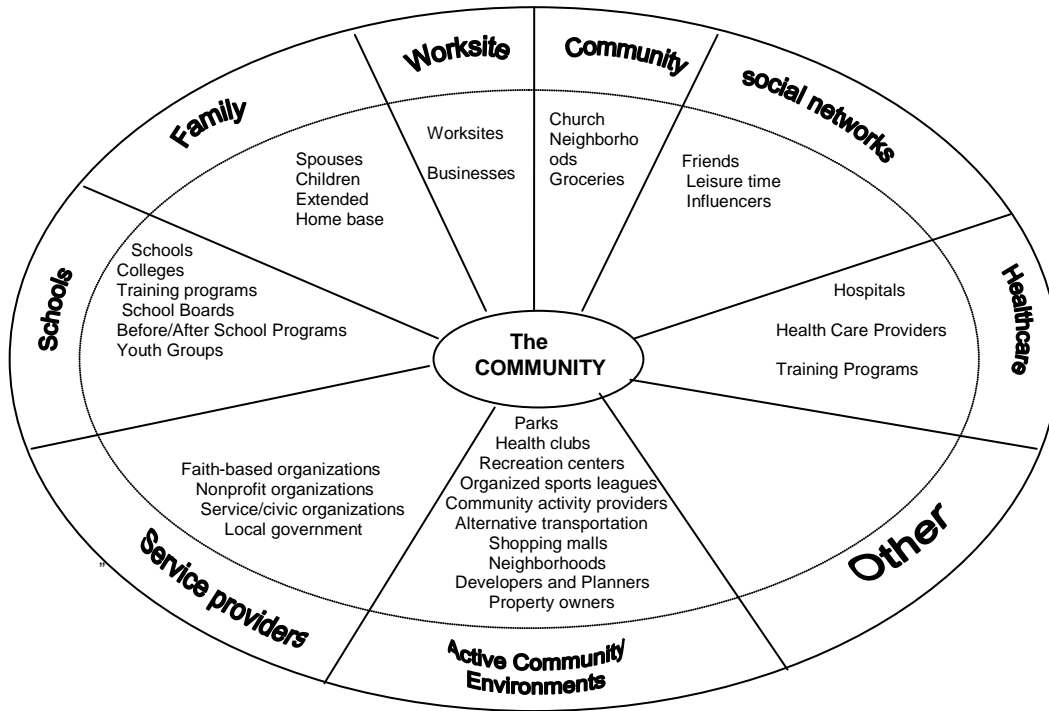 Worksite
Community
social networks
Family
Worksites
Businesses
Church
Neighborho
ods
Groceries
Spouses
Children
Extended
Home base
Friends
Leisure time
Influencers
Schools
Schools
Colleges
Training programs
School Boards
Before/After School Programs
Youth Groups
Healthcare
Hospitals
Health Care Providers
Training Programs
The
COMMUNITY
Faith-based organizations
Nonprofit organizations
Service/civic organizations
Local government
Service providers
”
Parks
Health clubs
Recreation centers
Organized sports leagues
Community activity providers
Alternative transportation
Shopping malls
Neighborhoods
Developers and Planners
Property owners
Active Community
Environments
Other